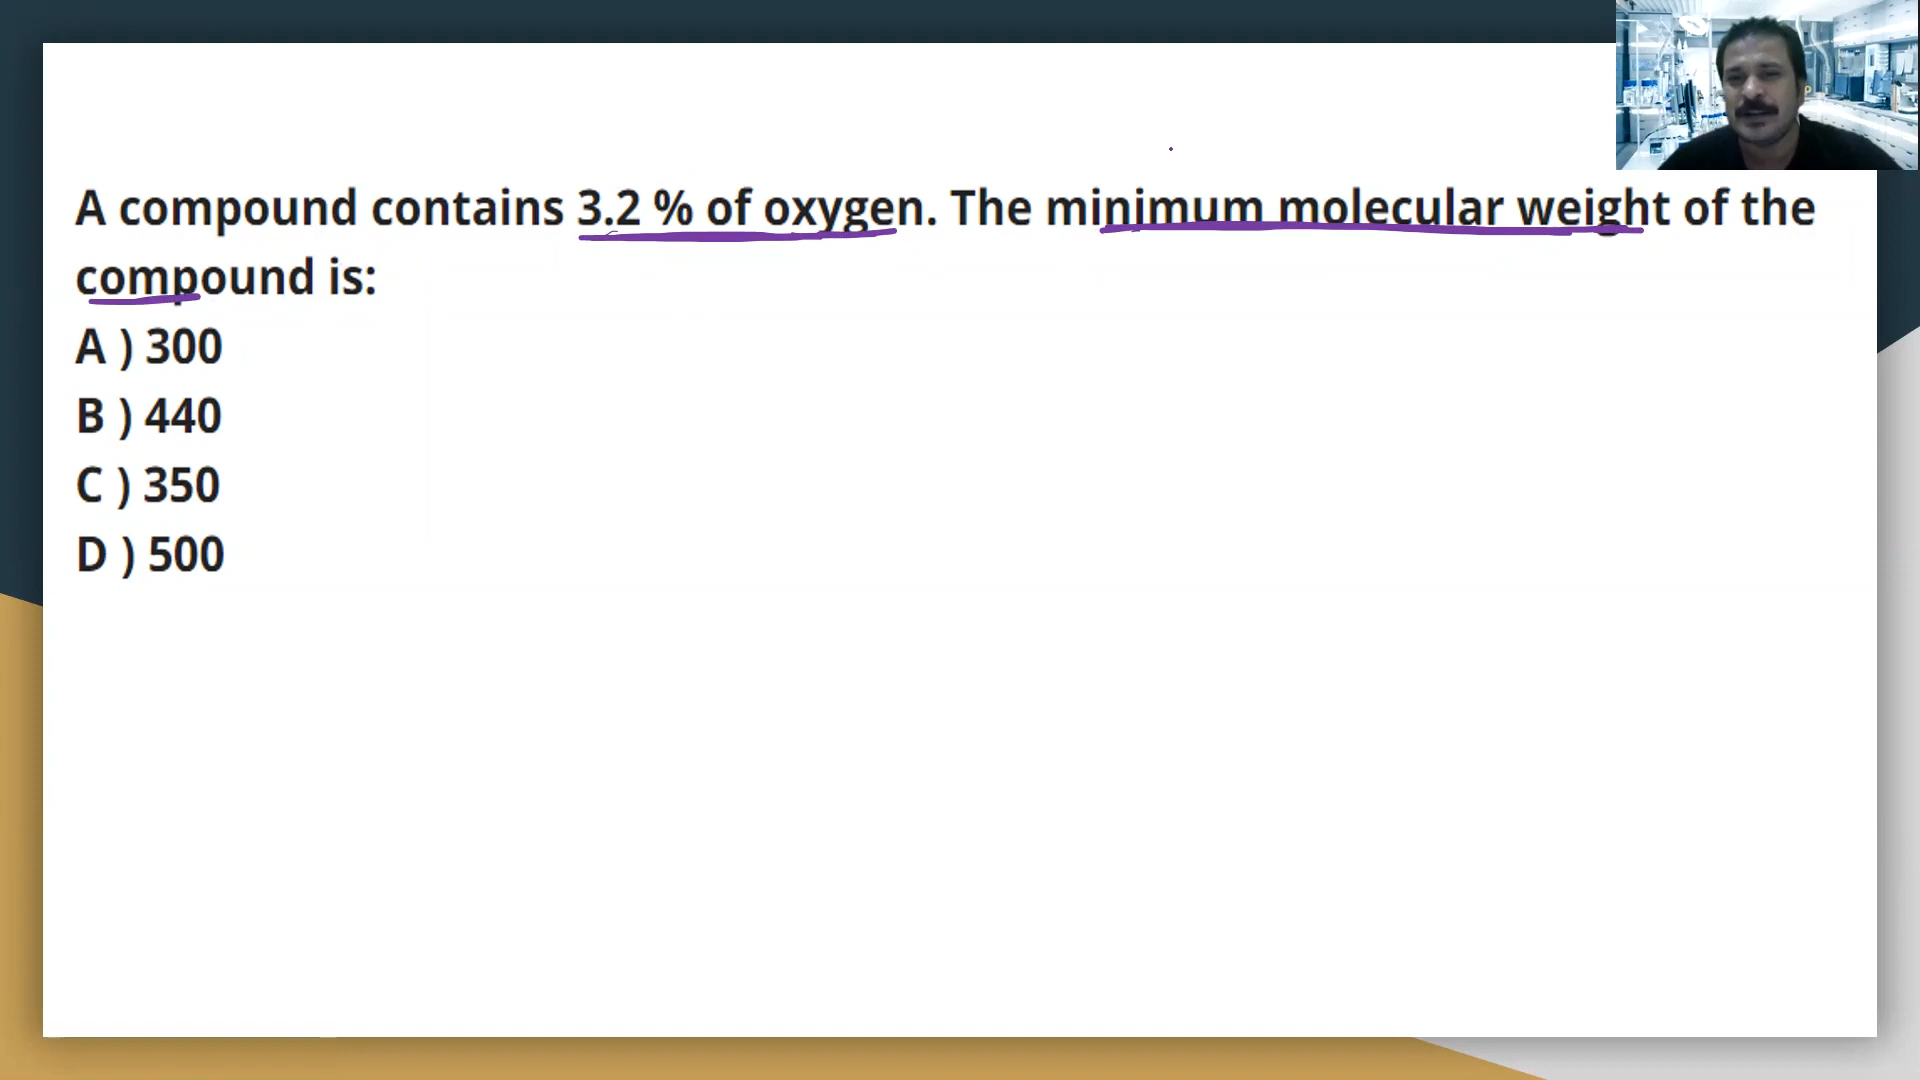 A compound contains 3.2 % of oxygen. The minimum molecular weight of the
compound is:
A ) 300
B ) 440
C ) 350
D ) 500